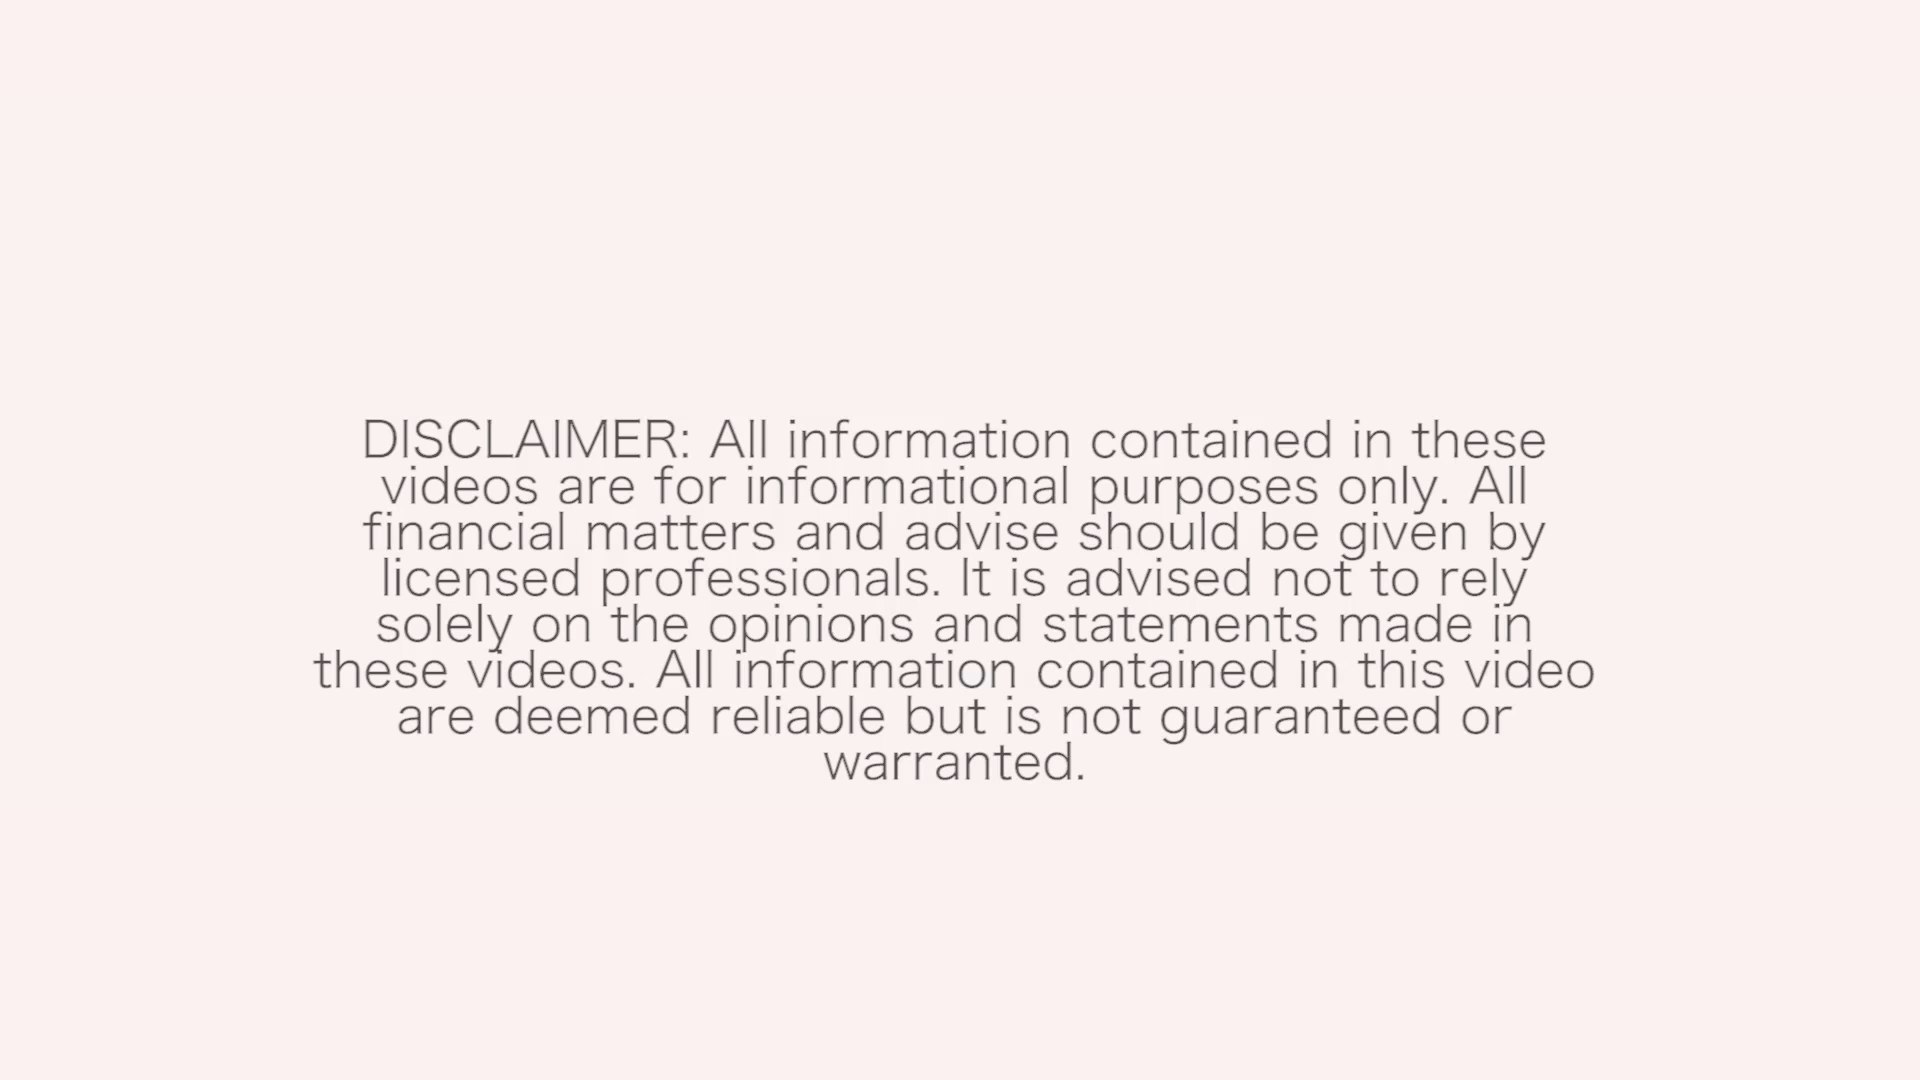 DISCLAIMER: All information contained in these
videos are for informational purposes only. All
financial matters and advise should be given by
licensed professionals. It is advised not to rely
solely on the opinions and statements made in
these videos. All information contained in this video
are deemed reliable but is not guaranteed or
warranted.